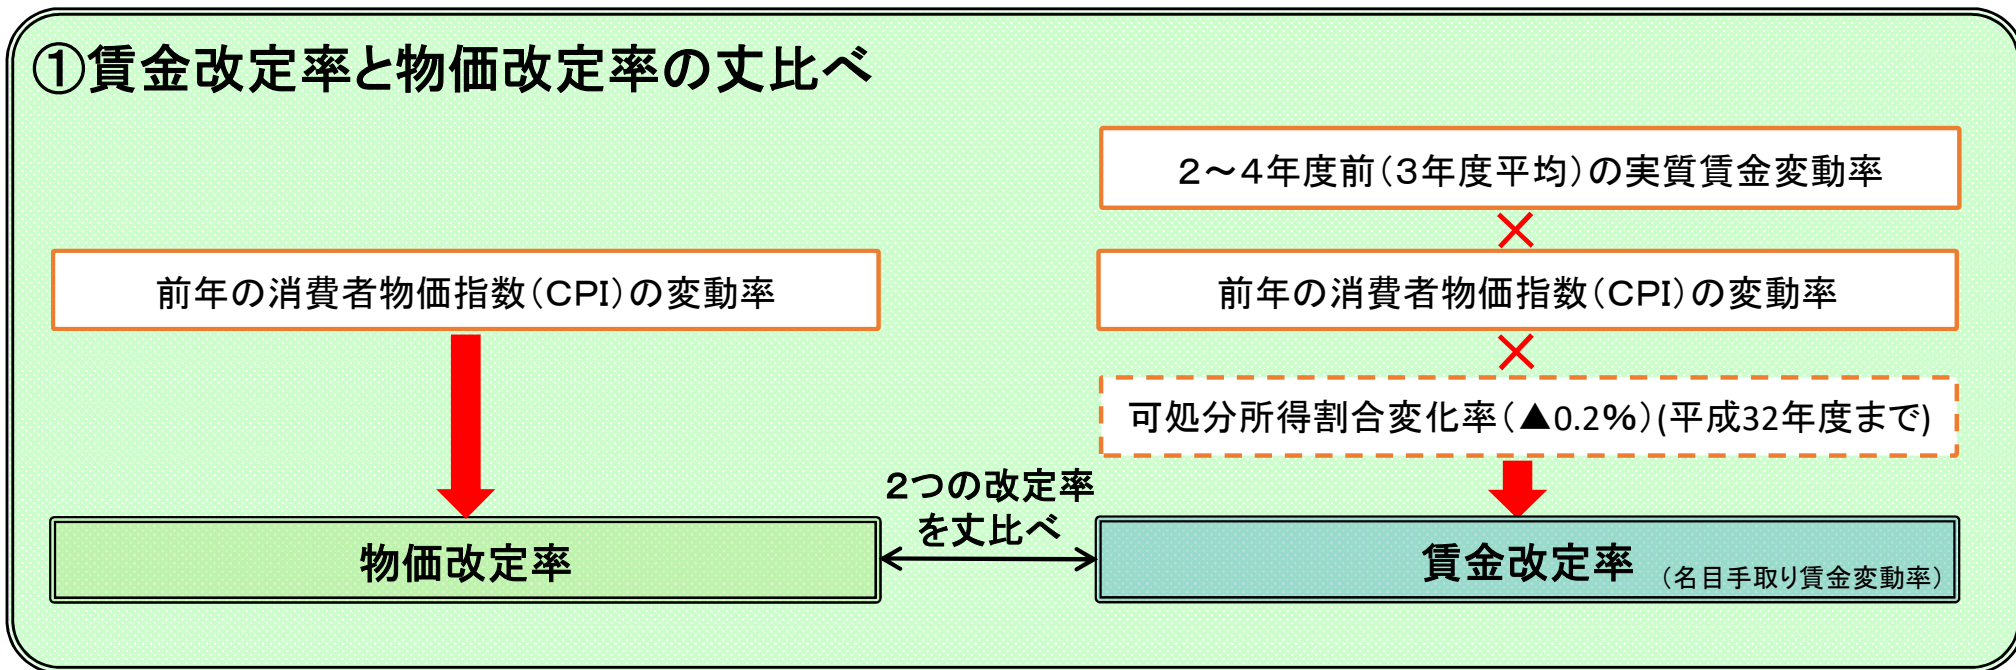 ①賃金改定率と物価改定率の丈比べ
2～4年度前(3年度平均)の実質賃金変動率
×
前年の消費者物価指数(CPI)の変動率
前年の消費者物価指数(CPI)の変動率
×
可処分所得割合変化率(▲0.2%)(平成32年度まで)
2つの改定率
を丈比べ
物価改定率
賃金改定率 (名目手取り賃金変動率)